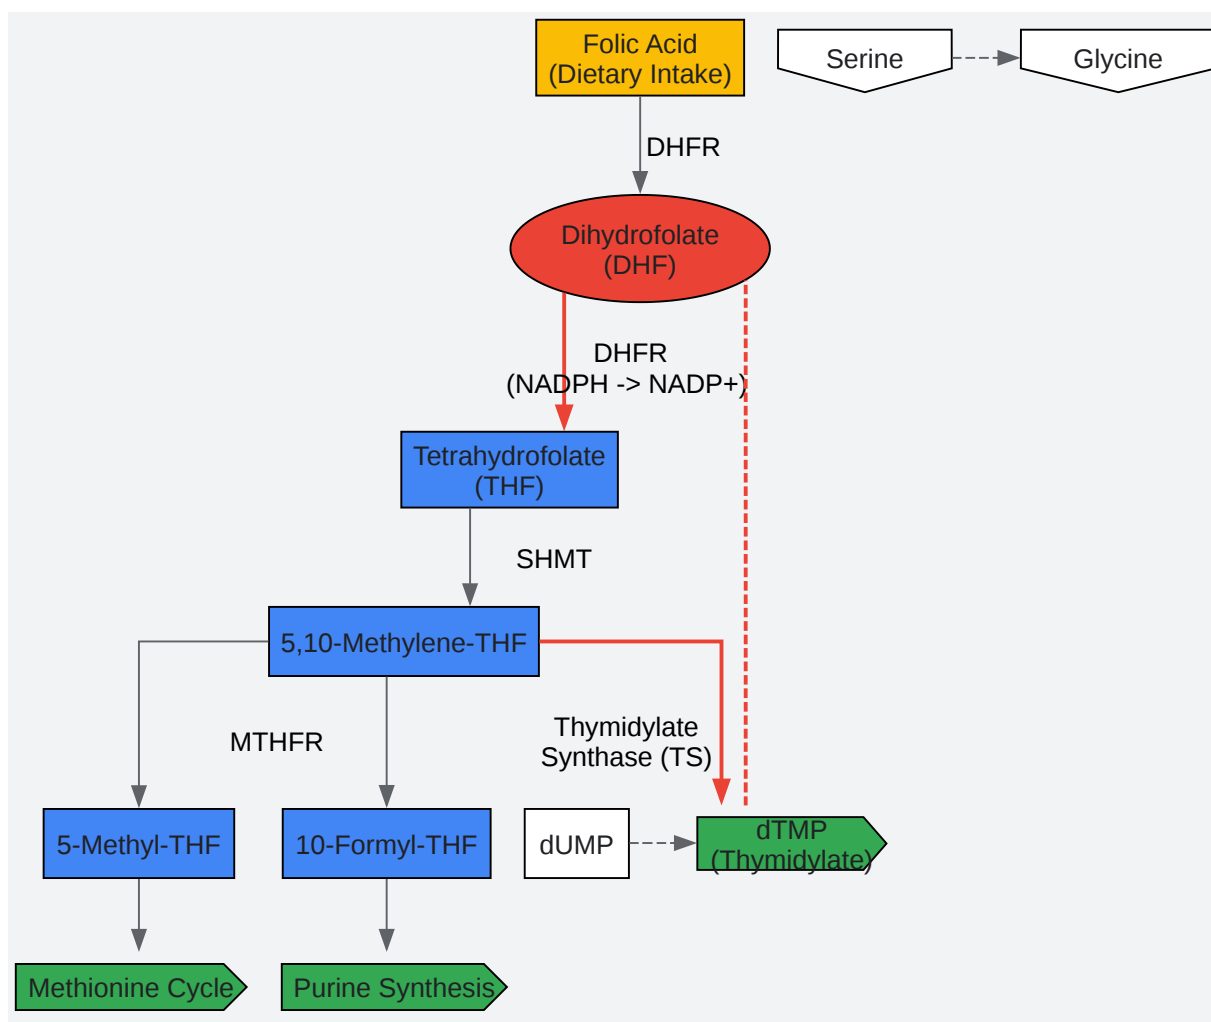 Folic Acid
(Dietary Intake)
Serine
Glycine
DHFR
Dihydrofolate
(DHF)
DHFR
(NADPH -> NADP+)
Tetrahydrofolate
(THF)
SHMT
5,10-Methylene-THF
MTHFR
Thymidylate
Synthase (TS)
5-Methyl-THF
10-Formyl-THF
dUMP
dTMP
(Thymidylate)
Methionine Cycle
Purine Synthesis